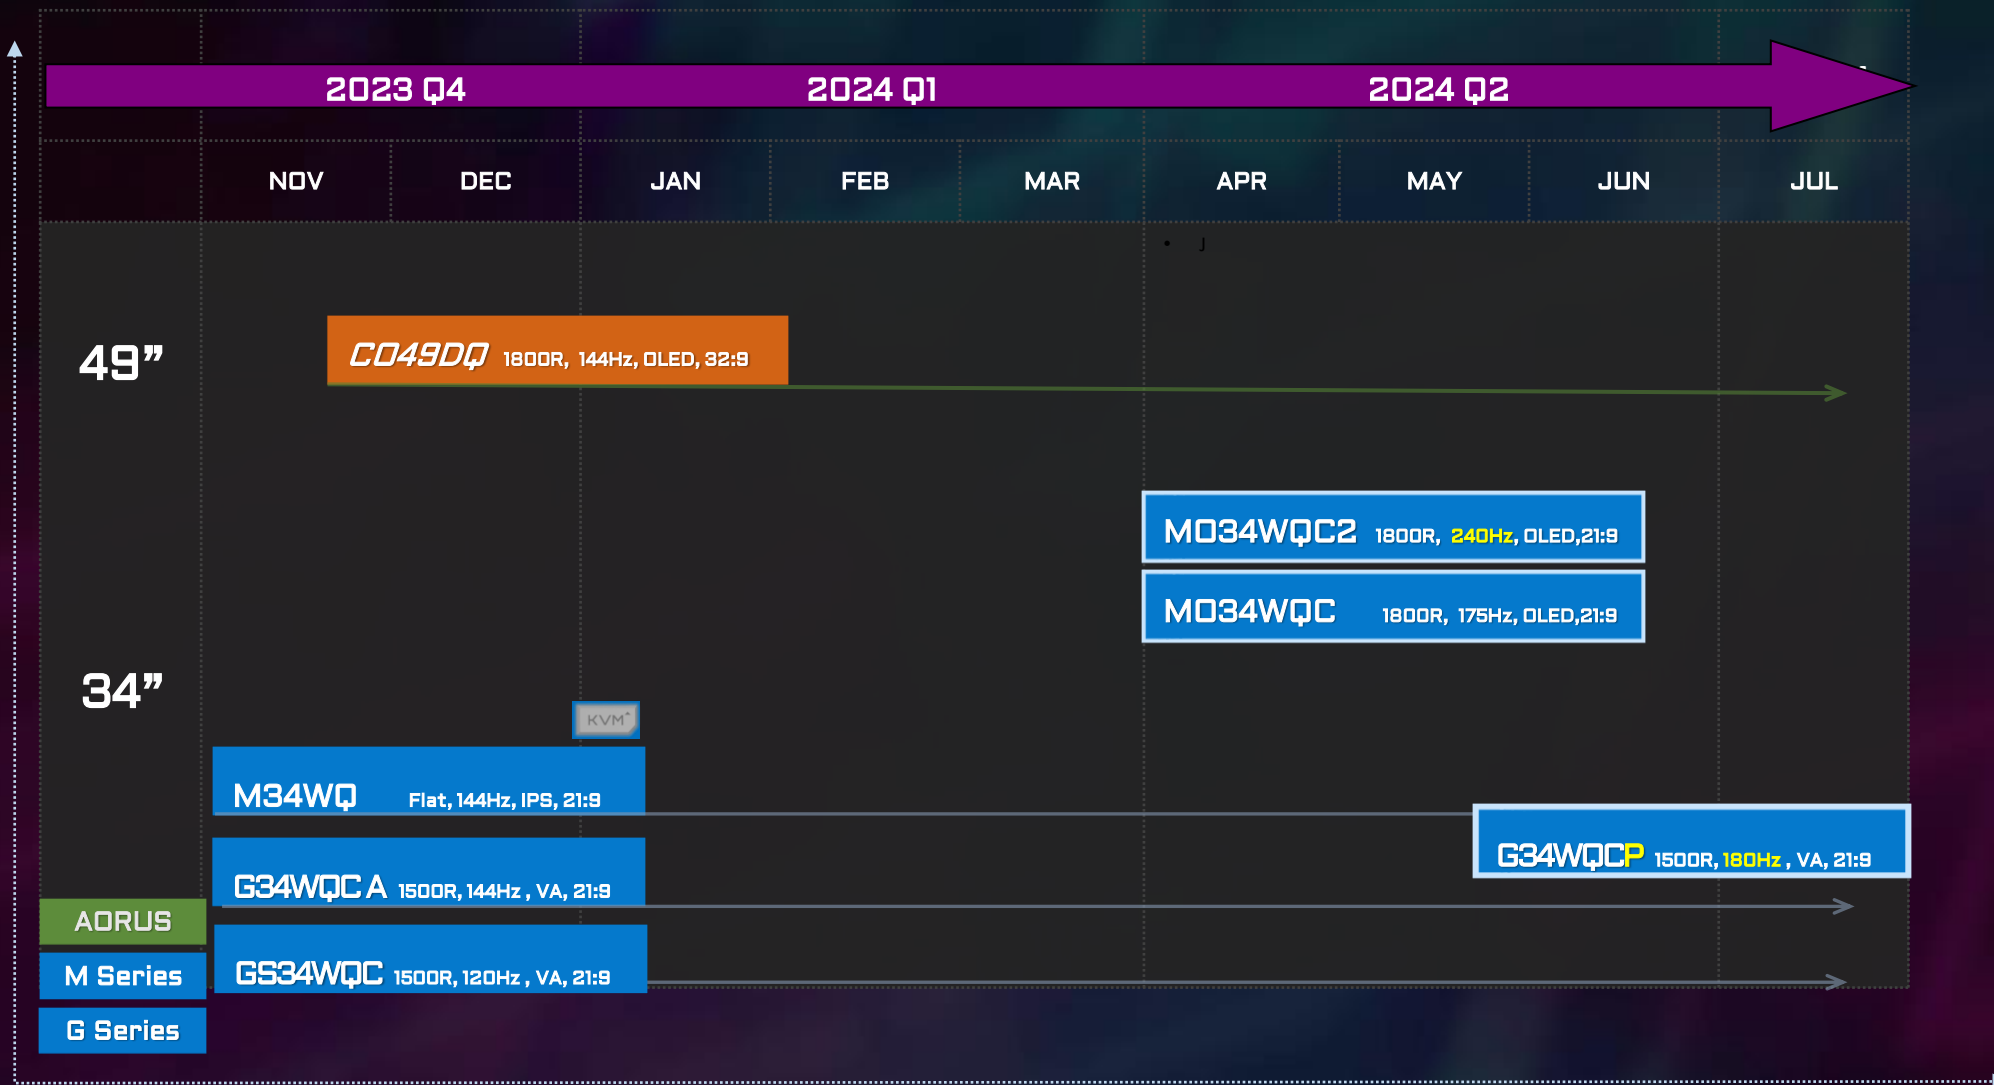 2023 Q4 2024 Q1 2024 Q2
NOV DEC JAN FEB MAR APR MAY JUN JUL
• J
49”
CO49DQ 1800R, 144Hz, OLED, 32:9
MO34WQC2 1800R, 240Hz, OLED,21:9
MO34WQC 1800R, 175Hz, OLED,21:9
34”
KVM
M34WQ Flat, 144Hz, IPS, 21:9
G34WQCP 1500R, 180Hz , VA, 21:9
G34WQC A 1500R, 144Hz , VA, 21:9
AORUS
GS34WQC 1500R, 120Hz , VA, 21:9
M Series
G Series